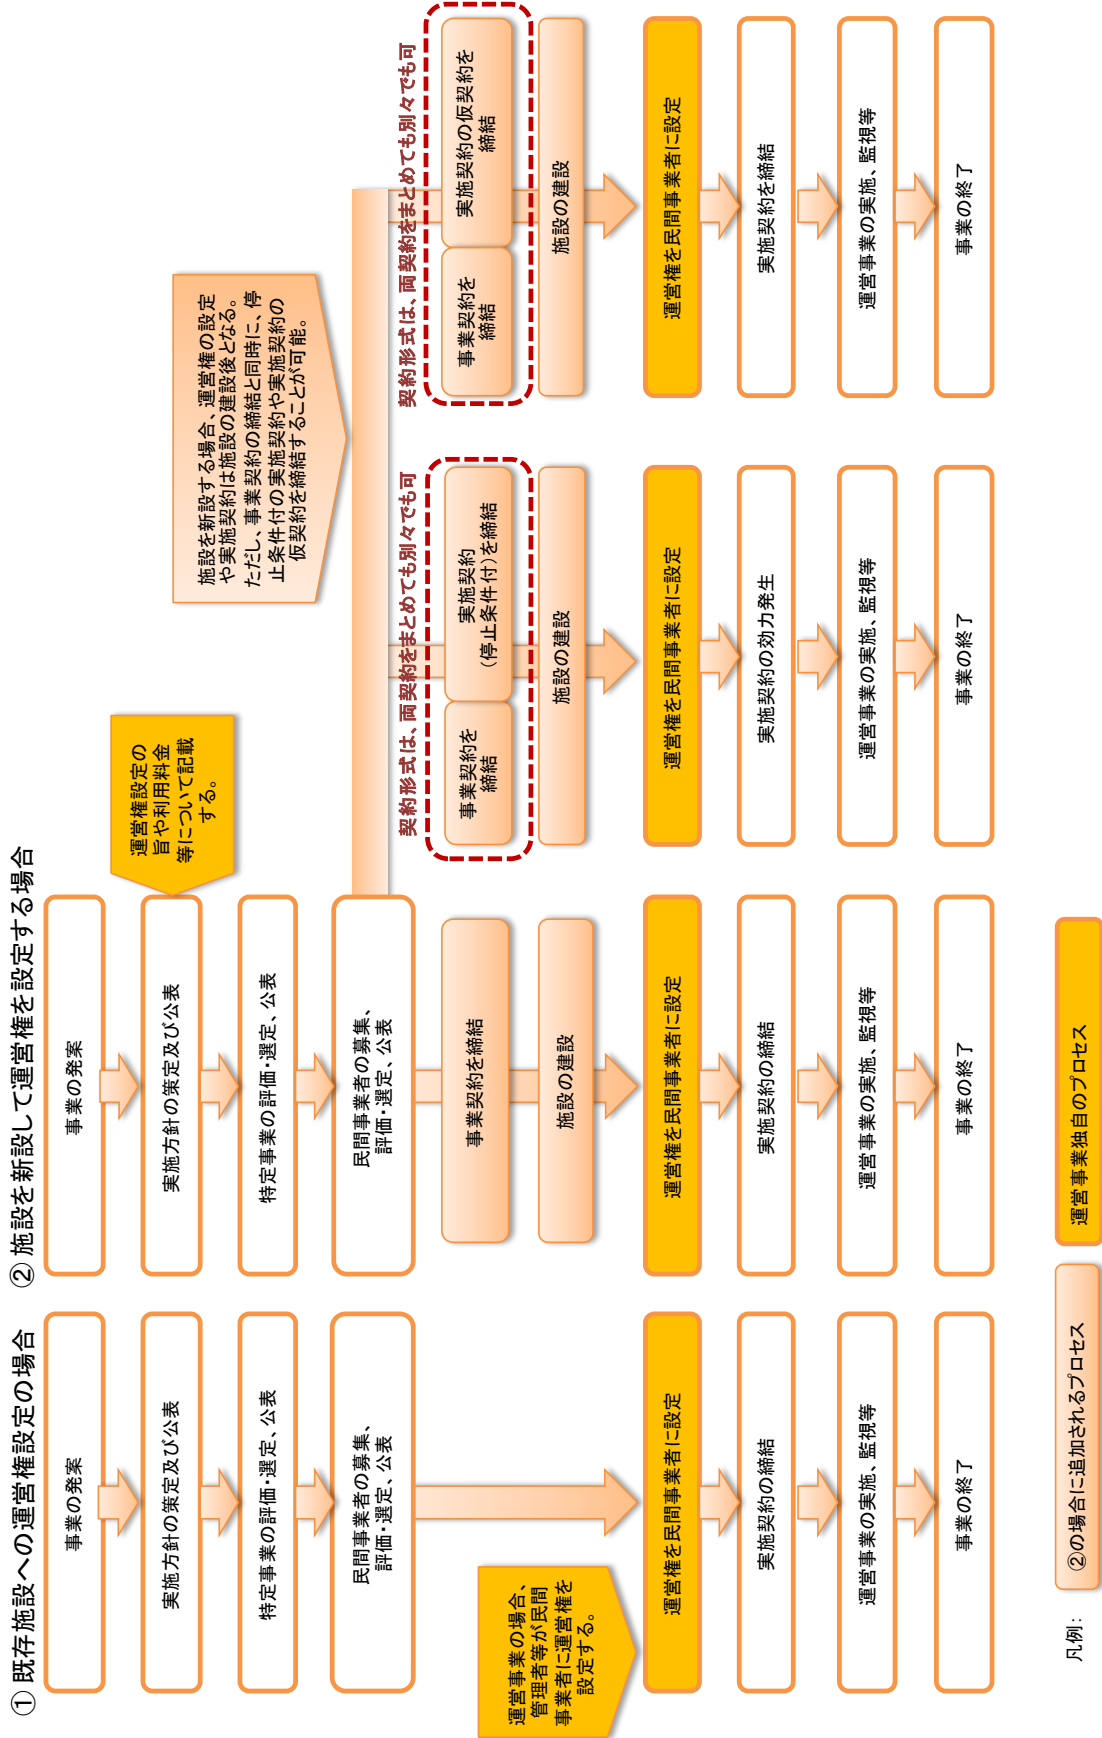 ① 既存施設への運営権設定の場合
事業の発案
実施方針の策定及び公表
特定事業の評価・選定、公表
民間事業者の募集、
評価・選定、公表
運営事業の場合、
管理者等が民間
事業者に運営権を
設定する。
運営権を民間事業者に設定
実施契約の締結
運営事業の実施、監視等
事業の終了
② 施設を新設して運営権を設定する場合
事業の発案
実施方針の策定及び公表
運営権設定の
旨や利用料金
等について記載
する。
特定事業の評価・選定、公表
民間事業者の募集、
評価・選定、公表
事業契約を締結
施設の建設
運営権を民間事業者に設定
実施契約の締結
運営事業の実施、監視等
事業の終了
施設を新設する場合、運営権の設定
や実施契約は施設の建設後となる。
ただし、事業契約の締結と同時に、停
止条件付の実施契約や実施契約の
仮契約を締結することが可能。
契約形式は、両契約をまとめても別々でも可
事業契約を
締結
実施契約
（停止条件付）を締結
施設の建設
運営権を民間事業者に設定
実施契約の効力発生
運営事業の実施、監視等
事業の終了
契約形式は、両契約をまとめても別々でも可
事業契約を
締結
実施契約の仮契約を
締結
施設の建設
運営権を民間事業者に設定
実施契約を締結
運営事業の実施、監視等
事業の終了
凡例：
②の場合に追加されるプロセス
運営事業独自のプロセス